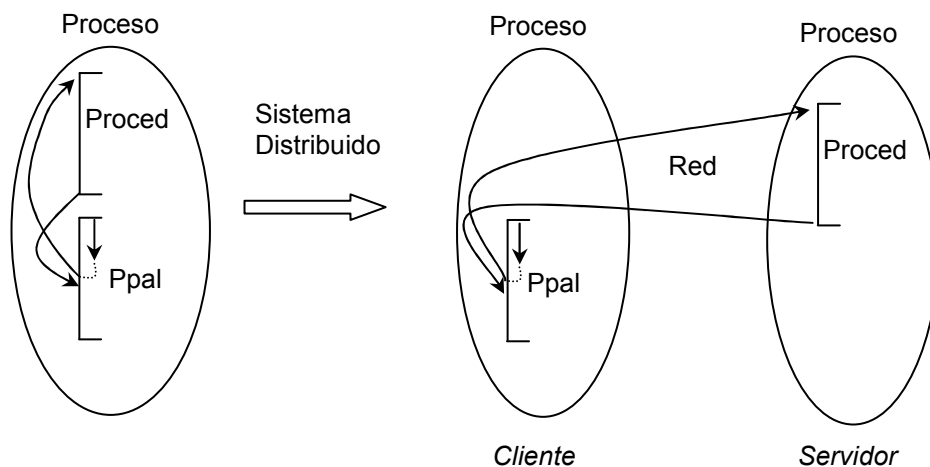 Proceso
Proced
Ppal
Sistema
Distribuido
Proceso
Proceso
Red
Proced
Ppal
Cliente
Servidor